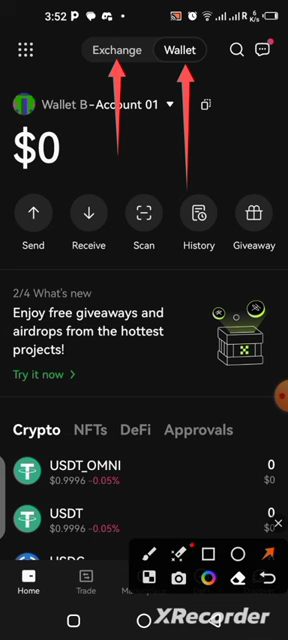 3:52
Exchange
Wallet
Wallet B-Account 01
$0
Send
Receive
Scan
History
Giveaway
2/4 What's new
Enjoy free giveaways and
airdrops from the hottest
projects!
Try it now
Crypto
NFTs
DeFi
Approvals
USDT_OMNI
0
$0.9996 -0.05%
$0
USDT
0
$0.9996 -0.05%
$0
Home
Trade
XRecorder